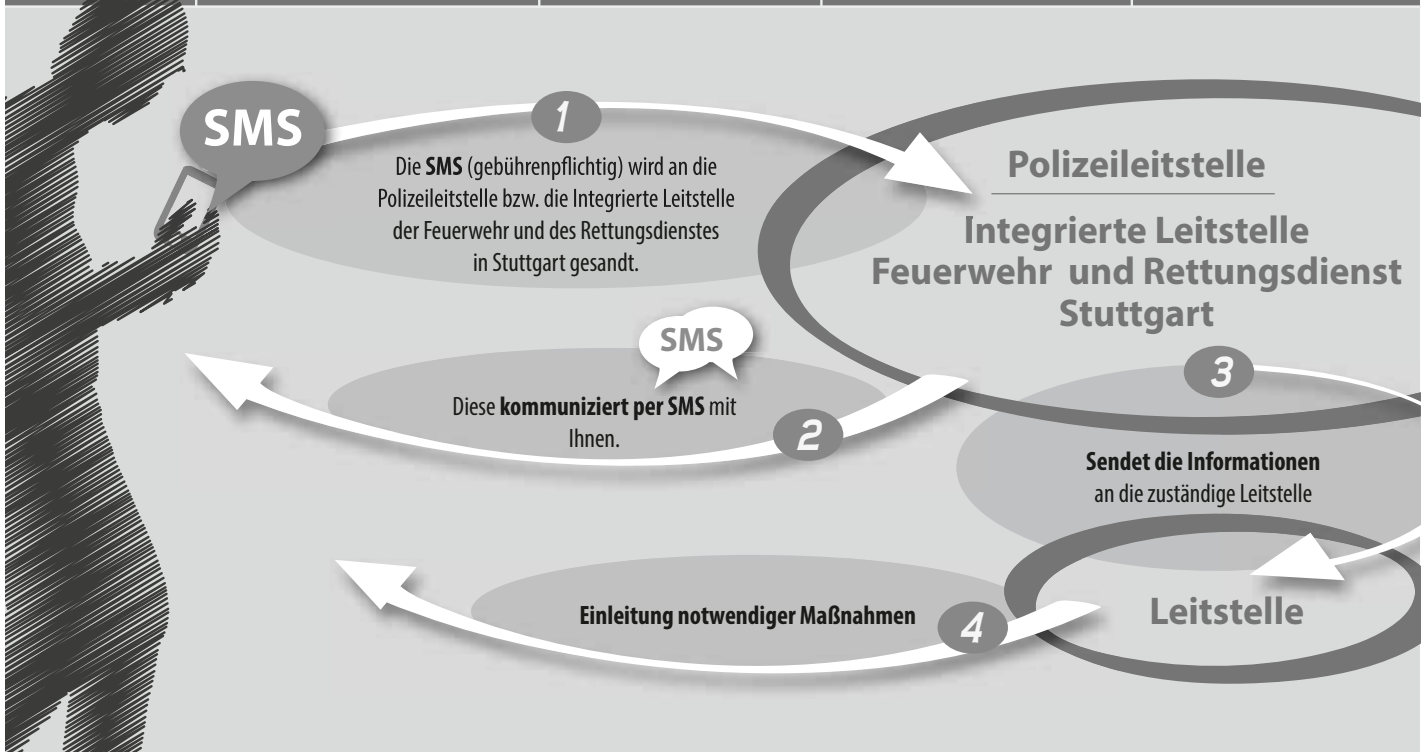 SMS
1
Die SMS (gebührenpflichtig) wird an die
Polizeileitstelle bzw. die Integrierte Leitstelle
der Feuerwehr und des Rettungsdienstes
in Stuttgart gesandt.
Polizeileitstelle
Integrierte Leitstelle
Feuerwehr und Rettungsdienst
Stuttgart
SMS
Diese kommuniziert per SMS mit
Ihnen.
2
3
Sendet die Informationen
an die zuständige Leitstelle
Leitstelle
Einleitung notwendiger Maßnahmen
4